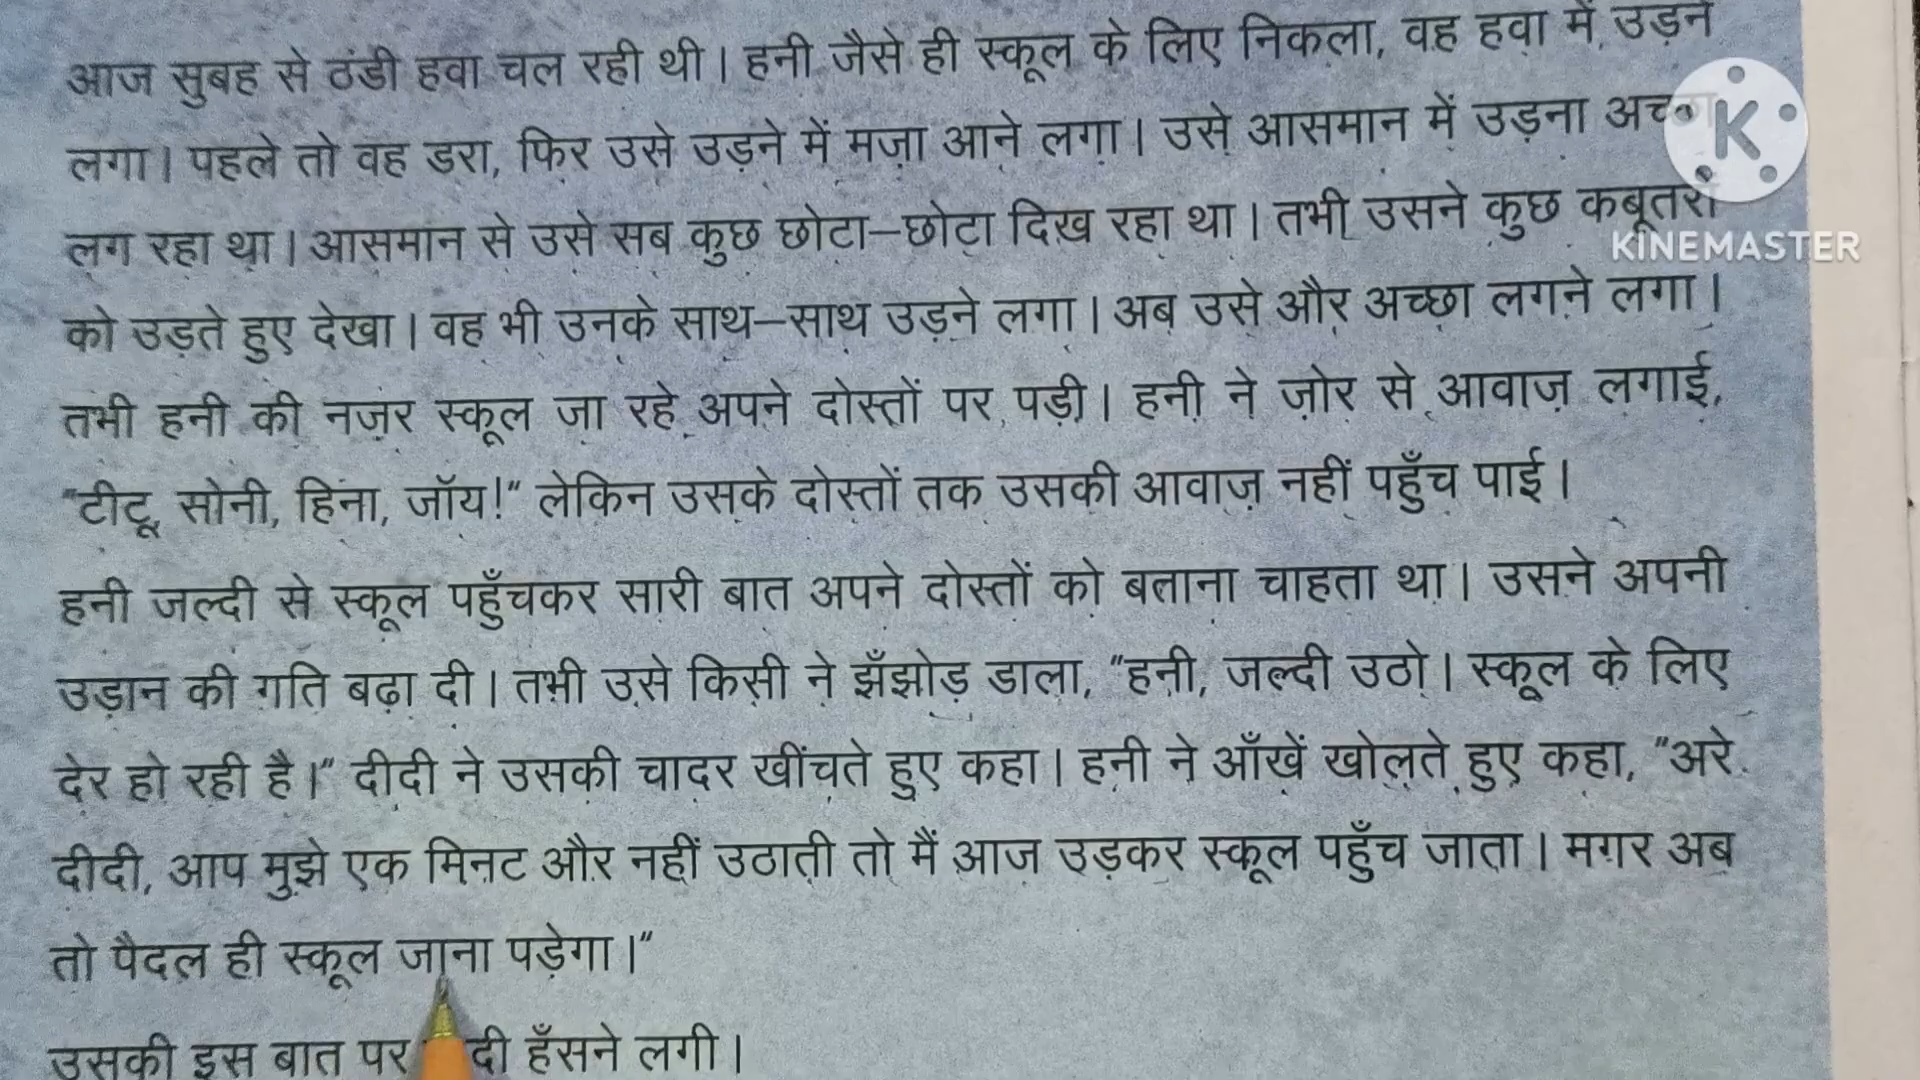 आज सुबह से ठंडी हवा चल रही थी। हनी जैसे ही स्कूल के लिए निकला, वह हवा में उड़ने
लगा। पहले तो वह डरा, फिर उसे उड़ने में मज़ा आने लगा। उसे आसमान में उड़ना
लग रहा था। आसमान से उसे सब कुछ छोटा–छोटा दिख रहा था। तभी उसने कुछ कबूतरों
KINEMASTER
को उड़ते हुए देखा। वह भी उनके साथ–साथ उड़ने लगा। अब उसे और अच्छा लगने लगा।
तभी हनी की नज़र स्कूल जा रहे अपने दोस्तों पर पड़ी। हनी ने ज़ोर से आवाज़ लगाई,
"टीटू, सोनी, हिना, जॉय!" लेकिन उसके दोस्तों तक उसकी आवाज़ नहीं पहुँच पाई।
हनी जल्दी से स्कूल पहुँचकर सारी बात अपने दोस्तों को बताना चाहता था। उसने अपनी
उड़ान की गति बढ़ा दी। तभी उसे किसी ने झँझोड़ डाला, "हनी, जल्दी उठो। स्कूल के लिए
देर हो रही है।" दीदी ने उसकी चादर खींचते हुए कहा। हनी ने आँखें खोलते हुए कहा, "अरे
दीदी, आप मुझे एक मिनट और नहीं उठाती तो मैं आज उड़कर स्कूल पहुँच जाता। मगर अब
तो पैदल ही स्कूल जाना पड़ेगा।"
उसकी इस बात पर दी हँसने लगी।